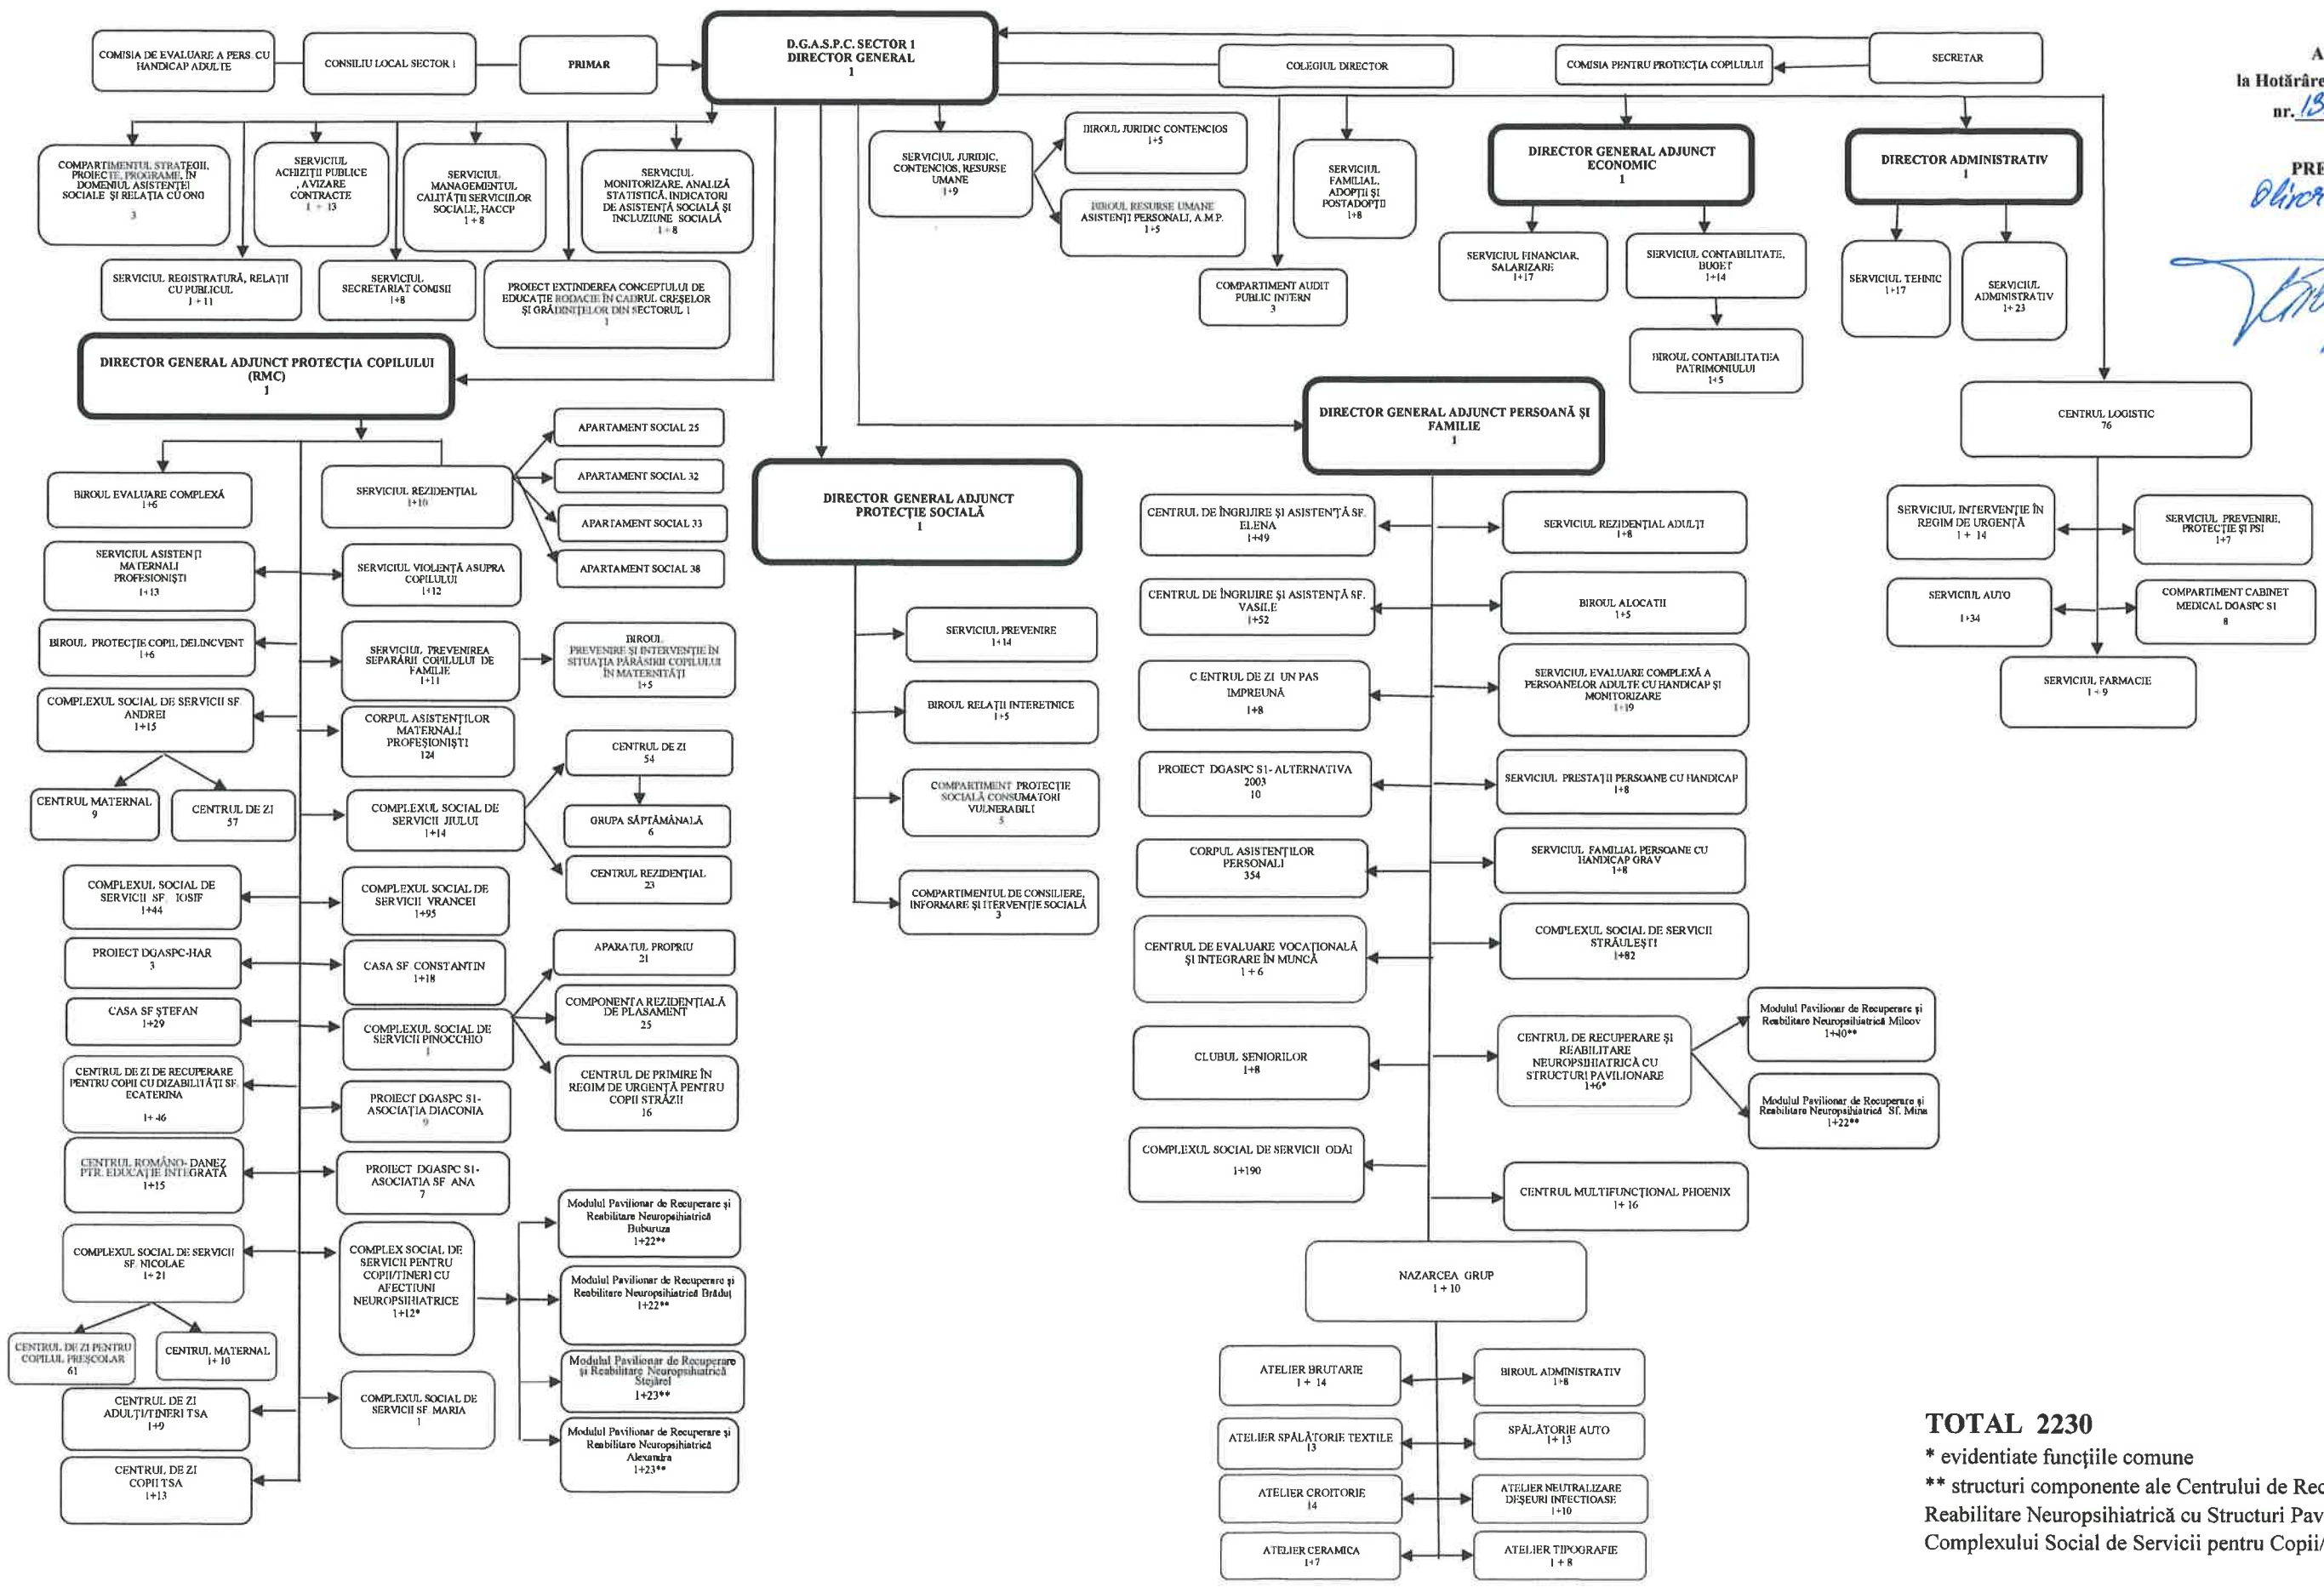 COMISIA DE EVALUARE A PERS. CU
HANDICAP ADULTE
CONSILIU LOCAL SECTOR 1
PRIMAR
D.G.A.S.P.C. SECTOR 1
DIRECTOR GENERAL
1
COLEGIUL DIRECTOR
COMISIA PENTRU PROTECȚIA COPILULUI
SECRETAR
A
la Hotărâre
nr.
PRE
COMPARTIMENTUL STRATEGII,
PROIECTE, PROGRAME, IN
DOMENIUL ASISTENȚEI
SOCIALE ȘI RELAȚIA CU ONG
3
SERVICIUL
ACHIZIȚII PUBLICE
, AVIZARE
CONTRACTE
1 + 13
SERVICIUL
MANAGEMENTUL
CALITĂȚII SERVICIILOR
SOCIALE, HACCP
1 + 8
SERVICIUL
MONITORIZARE, ANALIZĂ
STATISTICĂ, INDICATORI
DE ASISTENȚĂ SOCIALĂ ȘI
INCLUZIUNE SOCIALĂ
1 + 8
SERVICIUL REGISTRATURĂ, RELAȚII
CU PUBLICUL
1 + 11
SERVICIUL
SECRETARIAT COMISII
1+8
PROIECT EXTINDEREA CONCEPTULUI DE
EDUCAȚIE RODACIE ÎN CADRUL CREȘELOR
ȘI GRĂDINIȚELOR DIN SECTORUL 1
1
SERVICIUL JURIDIC,
CONTENCIOS, RESURSE
UMANE
1+9
BIROUL JURIDIC CONTENCIOS
1+5
BIROUL RESURSE UMANE
ASISTENȚI PERSONALI, A.M.P.
1+5
SERVICIUL
FAMILIAL,
ADOPȚII ȘI
POSTADOPȚII
1+8
COMPARTIMENT AUDIT
PUBLIC INTERN
3
DIRECTOR GENERAL ADJUNCT
ECONOMIC
1
SERVICIUL FINANCIAR,
SALARIZARE
1+17
SERVICIUL CONTABILITATE,
BUGET
1+14
BIROUL CONTABILITATEA
PATRIMONIULUI
1+5
DIRECTOR ADMINISTRATIV
1
SERVICIUL TEHNIC
1+17
SERVICIUL
ADMINISTRATIV
1+ 23
CENTRUL LOGISTIC
76
SERVICIUL INTERVENȚIE ÎN
REGIM DE URGENȚĂ
1 + 14
SERVICIUL PREVENIRE,
PROTECȚIE ȘI PSI
1+7
SERVICIUL AUTO
1+34
COMPARTIMENT CABINET
MEDICAL DGASPC S1
8
SERVICIUL FARMACIE
1 + 9
DIRECTOR GENERAL ADJUNCT PROTECȚIA COPILULUI
(RMC)
1
BIROUL EVALUARE COMPLEXĂ
1+6
SERVICIUL REZIDENȚIAL
1+10
APARTAMENT SOCIAL 25
APARTAMENT SOCIAL 32
APARTAMENT SOCIAL 33
APARTAMENT SOCIAL 38
SERVICIUL ASISTENȚI
MATERNALI
PROFESIONIȘTI
1+13
SERVICIUL VIOLENȚĂ ASUPRA
COPILULUI
1+12
BIROUL PROTECȚIE COPIL DELINCVENT
1+6
SERVICIUL PREVENIREA
SEPARĂRII COPILULUI DE
FAMILIE
1+11
BIROUL
PREVENIRE ȘI INTERVENȚIE ÎN
SITUAȚIA PĂRĂSIRII COPILULUI
ÎN MATERNITĂȚI
1+5
COMPLEXUL SOCIAL DE SERVICII SF.
ANDREI
1+15
CENTRUL MATERNAL
9
CENTRUL DE ZI
57
CORPUL ASISTENȚILOR
MATERNALI
PROFESIONIȘTI
124
COMPLEXUL SOCIAL DE
SERVICII JIULUI
1+14
CENTRUL DE ZI
54
GRUPA SĂPTĂMÂNALĂ
6
CENTRUL REZIDENȚIAL
23
COMPLEXUL SOCIAL DE
SERVICII SF. IOSIF
1+44
COMPLEXUL SOCIAL DE
SERVICII VRANCEI
1+95
PROIECT DGASPC-HAR
3
CASA SF. CONSTANTIN
1+18
CASA SF ȘTEFAN
1+29
COMPLEXUL SOCIAL DE
SERVICII PINOCCHIO
1
APARATUL PROPRIU
21
COMPONENTA REZIDENȚIALĂ
DE PLASAMENT
25
CENTRUL DE PRIMIRE ÎN
REGIM DE URGENȚĂ PENTRU
COPII STRĂZII
16
CENTRUL DE ZI DE RECUPERARE
PENTRU COPII CU DIZABILITĂȚI SF.
ECATERINA
1+ 46
PROIECT DGASPC S1-
ASOCIAȚIA DIACONIA
9
CENTRUL ROMÂNO- DANEZ
PTR. EDUCAȚIE INTEGRATĂ
1+15
PROIECT DGASPC S1-
ASOCIATIA SF ANA
7
COMPLEXUL SOCIAL DE SERVICII
SF. NICOLAE
1+ 21
CENTRUL DE ZI PENTRU
COPILUL PREȘCOLAR
61
CENTRUL MATERNAL
1+ 10
COMPLEX SOCIAL DE
SERVICII PENTRU
COPII/TINERI CU
AFECTIUNI
NEUROPSIHIATRICE
1+12*
Modulul Pavilionar de Recuperare și
Reabilitare Neuropsihiatrică
Buburuza
1+22**
Modulul Pavilionar de Recuperare și
Reabilitare Neuropsihiatrică Brăduț
1+22**
Modulul Pavilionar de Recuperare
și Reabilitare Neuropsihiatrică
Stejărel
1+23**
Modulul Pavilionar de Recuperare și
Reabilitare Neuropsihiatrică
Alexandra
1+23**
CENTRUL DE ZI
ADULȚI/TINERI TSA
1+9
COMPLEXUL SOCIAL DE
SERVICII SF. MARIA
1
CENTRUL DE ZI
COPII TSA
1+13
DIRECTOR GENERAL ADJUNCT
PROTECȚIE SOCIALĂ
1
SERVICIUL PREVENIRE
1+14
BIROUL RELAȚII INTERETNICE
1+5
COMPARTIMENT PROTECȚIE
SOCIALĂ CONSUMATORI
VULNERABILI
5
COMPARTIMENTUL DE CONSILIERE,
INFORMARE ȘI ITERVENȚIE SOCIALĂ
3
DIRECTOR GENERAL ADJUNCT PERSOANĂ ȘI
FAMILIE
1
CENTRUL DE ÎNGRIJIRE ȘI ASISTENȚĂ SF.
ELENA
1+49
SERVICIUL REZIDENȚIAL ADULȚI
1+8
CENTRUL DE ÎNGRIJIRE ȘI ASISTENȚĂ SF.
VASILE
1+52
BIROUL ALOCATII
1+5
CENTRUL DE ZI UN PAS
IMPREUNĂ
1+8
SERVICIUL EVALUARE COMPLEXĂ A
PERSOANELOR ADULTE CU HANDICAP ȘI
MONITORIZARE
1+19
PROIECT DGASPC S1- ALTERNATIVA
2003
10
SERVICIUL PRESTAȚII PERSOANE CU HANDICAP
1+8
CORPUL ASISTENȚILOR
PERSONALI
354
SERVICIUL FAMILIAL PERSOANE CU
HANDICAP GRAV
1+8
CENTRUL DE EVALUARE VOCAȚIONALĂ
ȘI INTEGRARE ÎN MUNCĂ
1 + 6
COMPLEXUL SOCIAL DE SERVICII
STRĂULEȘTI
1+82
CLUBUL SENIORILOR
1+8
CENTRUL DE RECUPERARE ȘI
REABILITARE
NEUROPSIHIATRICĂ CU
STRUCTURI PAVILIONARE
1+6*
Modulul Pavilionar de Recuperare și
Reabilitare Neuropsihiatrică Milcov
1+40**
Modulul Pavilionar de Recuperare și
Reabilitare Neuropsihiatrică Sf. Mina
1+22**
COMPLEXUL SOCIAL DE SERVICII ODĂI
1+190
CENTRUL MULTIFUNCȚIONAL PHOENIX
1+ 16
NAZARCEA GRUP
1 + 10
ATELIER BRUTARIE
1 + 14
BIROUL ADMINISTRATIV
1+8
ATELIER SPĂLĂTORIE TEXTILE
13
SPĂLĂTORIE AUTO
1+ 13
ATELIER CROITORIE
14
ATELIER NEUTRALIZARE
DEȘEURI INFECTIOASE
1+10
ATELIER CERAMICA
1+7
ATELIER TIPOGRAFIE
1 + 8
TOTAL 2230
* evidentiate funcțiile comune
** structuri componente ale Centrului de Rec
Reabilitare Neuropsihiatrică cu Structuri Pav
Complexului Social de Servicii pentru Copii/